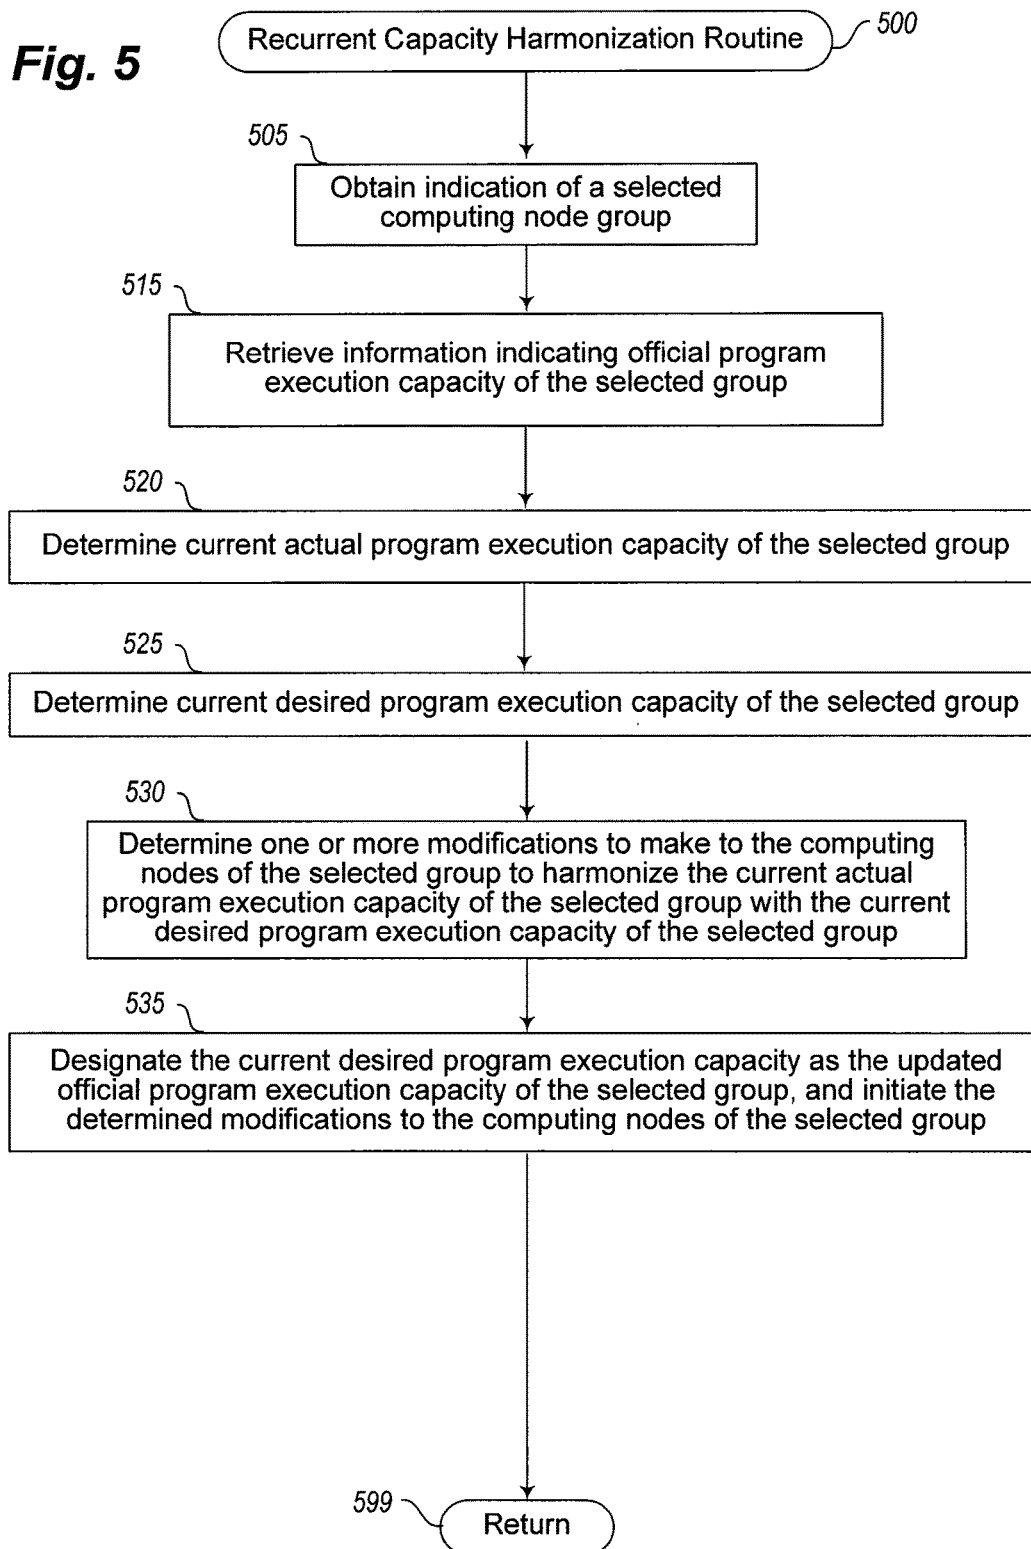 Fig. 5
Recurrent Capacity Harmonization Routine
500
505
Obtain indication of a selected
computing node group
515
Retrieve information indicating official program
execution capacity of the selected group
520
Determine current actual program execution capacity of the selected group
525
Determine current desired program execution capacity of the selected group
530
Determine one or more modifications to make to the computing
nodes of the selected group to harmonize the current actual
program execution capacity of the selected group with the current
desired program execution capacity of the selected group
535
Designate the current desired program execution capacity as the updated
official program execution capacity of the selected group, and initiate the
determined modifications to the computing nodes of the selected group
599
Return